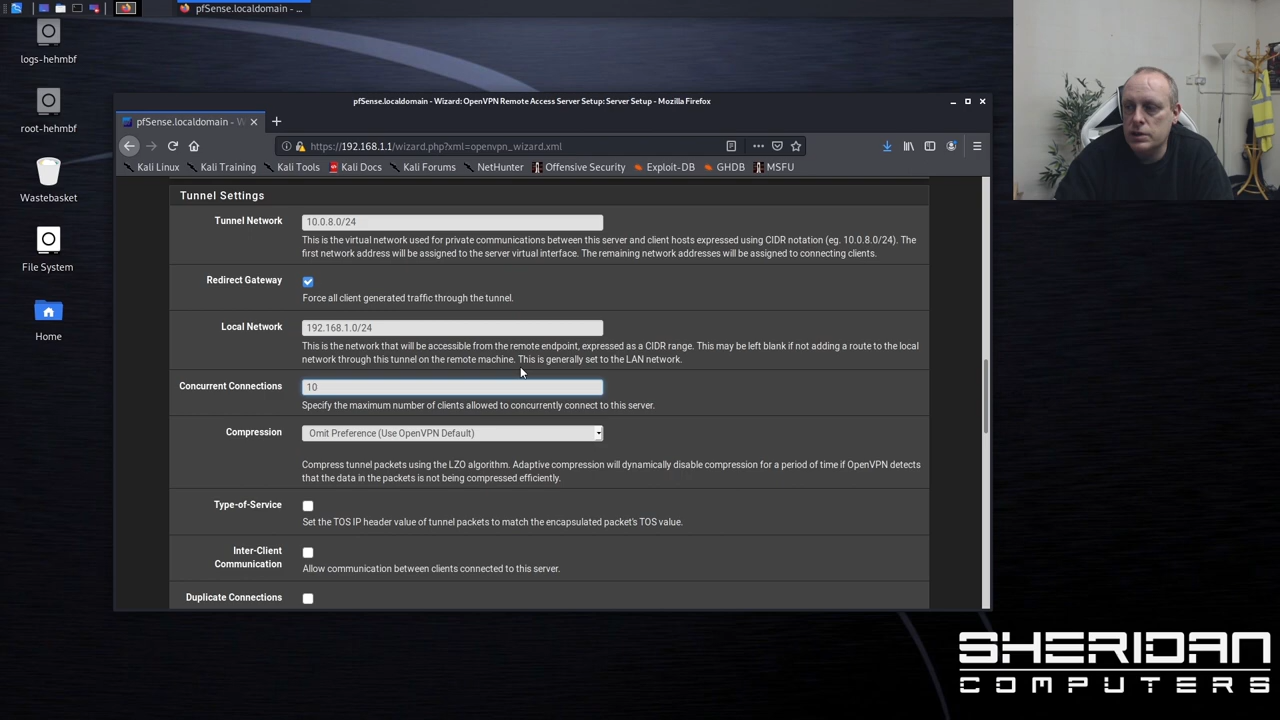 pfSense.localdomain - ...
logs-hehmbf
root-hehmbf
Wastebasket
File System
Home
pfSense.localdomain - Wizard: OpenVPN Remote Access Server Setup: Server Setup - Mozilla Firefox
pfSense.localdomain - W
https://192.168.1.1/wizard.php?xml=openvpn_wizard.xml
Kali Linux Kali Training Kali Tools Kali Docs Kali Forums NetHunter Offensive Security Exploit-DB GHDB MSFU
Tunnel Settings
Tunnel Network
10.0.8.0/24
This is the virtual network used for private communications between this server and client hosts expressed using CIDR notation (eg. 10.0.8.0/24). The
first network address will be assigned to the server virtual interface. The remaining network addresses will be assigned to connecting clients.
Redirect Gateway
Force all client generated traffic through the tunnel.
Local Network
192.168.1.0/24
This is the network that will be accessible from the remote endpoint, expressed as a CIDR range. This may be left blank if not adding a route to the local
network through this tunnel on the remote machine. This is generally set to the LAN network.
Concurrent Connections
10
Specify the maximum number of clients allowed to concurrently connect to this server.
Compression
Omit Preference (Use OpenVPN Default)
Compress tunnel packets using the LZO algorithm. Adaptive compression will dynamically disable compression for a period of time if OpenVPN detects
that the data in the packets is not being compressed efficiently.
Type-of-Service
Set the TOS IP header value of tunnel packets to match the encapsulated packet's TOS value.
Inter-Client
Communication
Allow communication between clients connected to this server.
Duplicate Connections
SHERIDAN
COMPUTERS